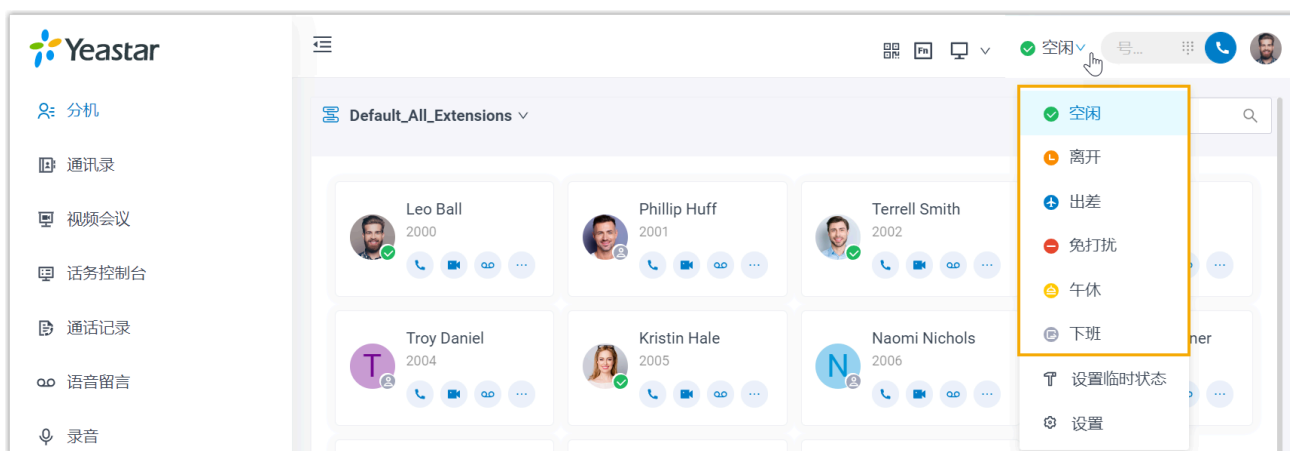 Yeastar
空闲
号...
Fn
分机
通讯录
视频会议
话务控制台
通话记录
语音留言
录音
Default_All_Extensions
Leo Ball
2000
Phillip Huff
2001
Terrell Smith
2002
T
Troy Daniel
2004
Kristin Hale
2005
N
Naomi Nichols
2006
ner
空闲
离开
出差
免打扰
午休
下班
设置临时状态
设置